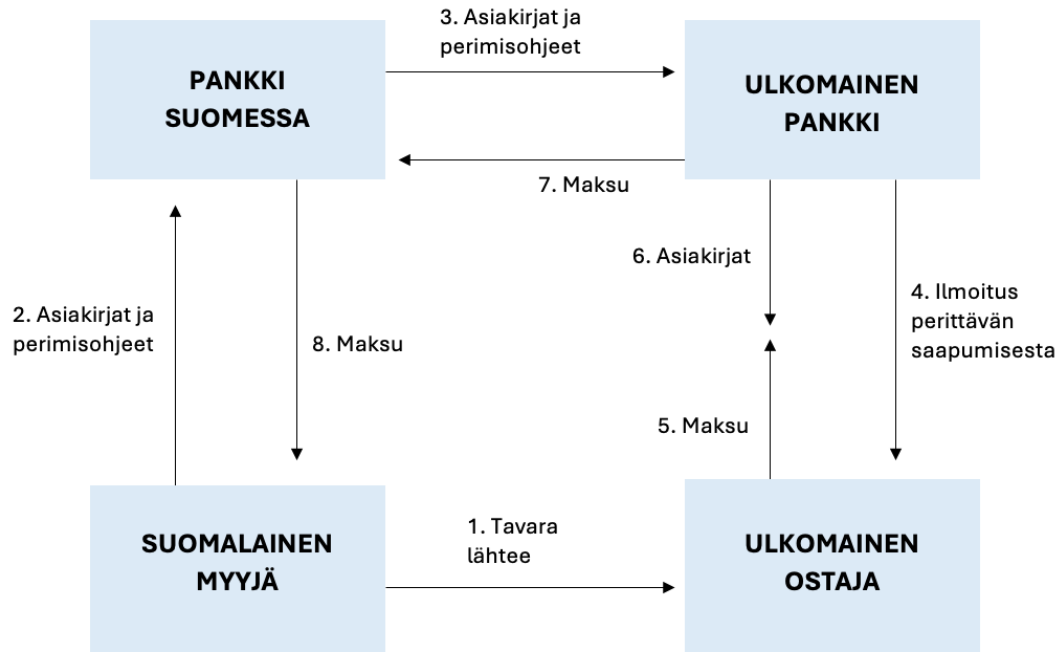 3. Asiakirjat ja
perimisohjeet
PANKKI
SUOMESSA
ULKOMAINEN
PANKKI
7. Maksu
6. Asiakirjat
4. Ilmoitus
perittävän
saapumisesta
2. Asiakirjat ja
perimisohjeet
8. Maksu
5. Maksu
1. Tavara
lähtee
SUOMALAINEN
MYYJÄ
ULKOMAINEN
OSTAJA